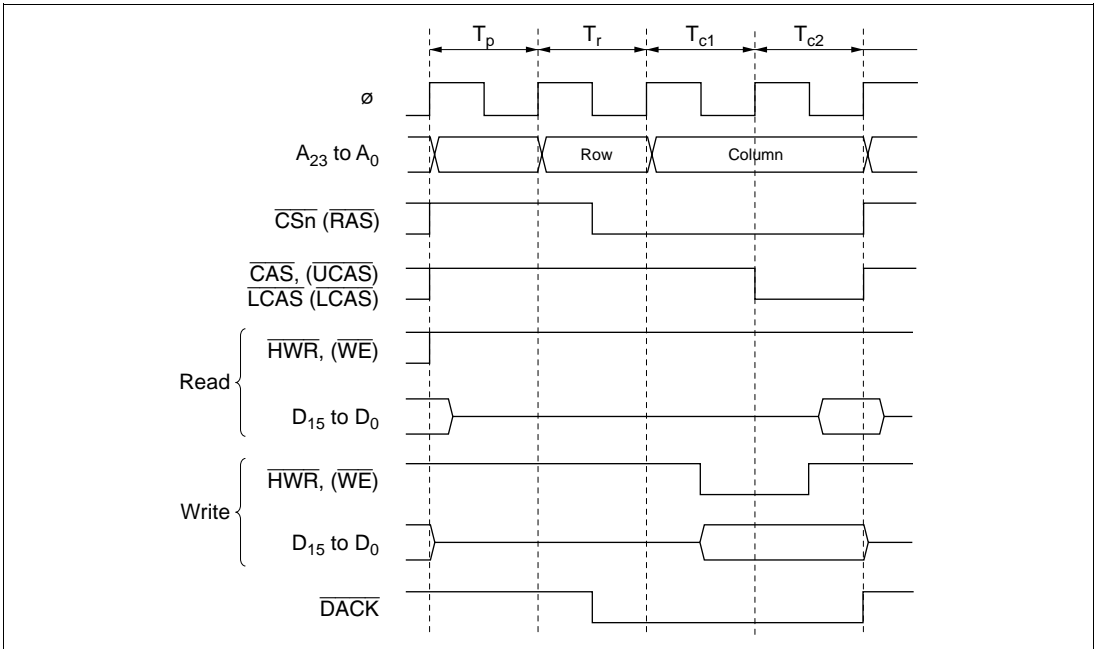 Tp Tr Tc1 Tc2
ø
A23 to A0 Row Column
CSn (RAS)
CAS, (UCAS)
LCAS (LCAS)
HWR, (WE)
Read
D15 to D0
HWR, (WE)
Write
D15 to D0
DACK